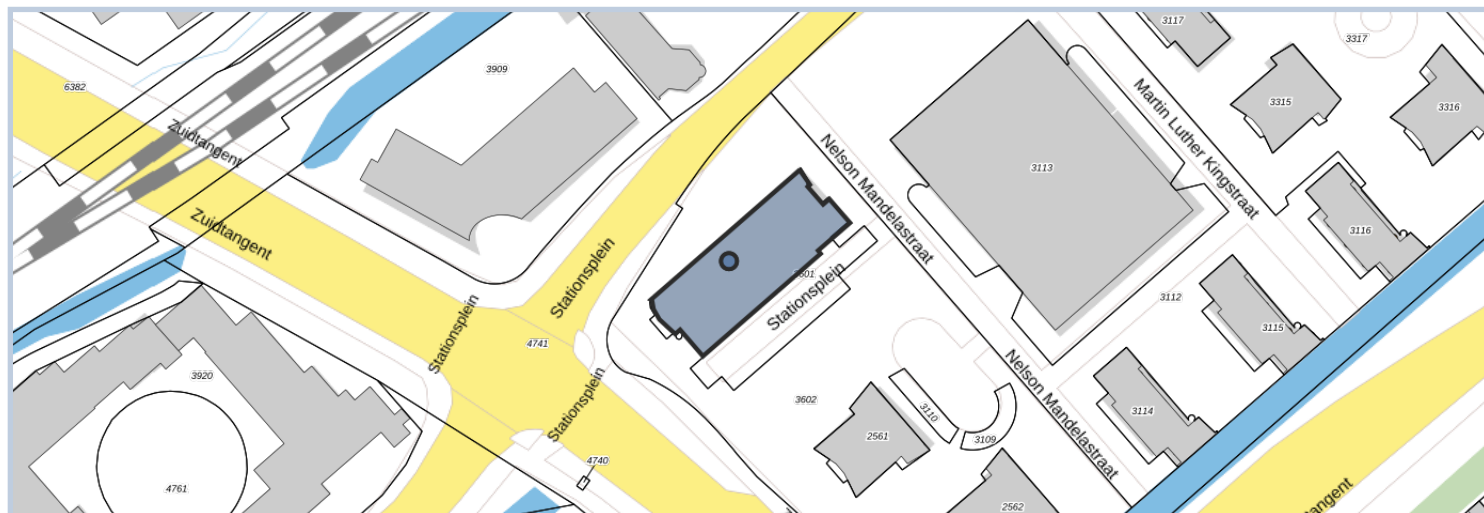 3117
3317
3909
6382
Zuidtangent
3315
3316
Martin Luther Kingstraat
Nelson Mandelastraat
3113
Zuidtangent
Stationsplein
3116
3601
Stationsplein
3112
Stationsplein
3115
4741
3920
Nelson Mandelastraat
Stationsplein
3602
3110
3114
2561
3109
4740
4761
2562
tangent